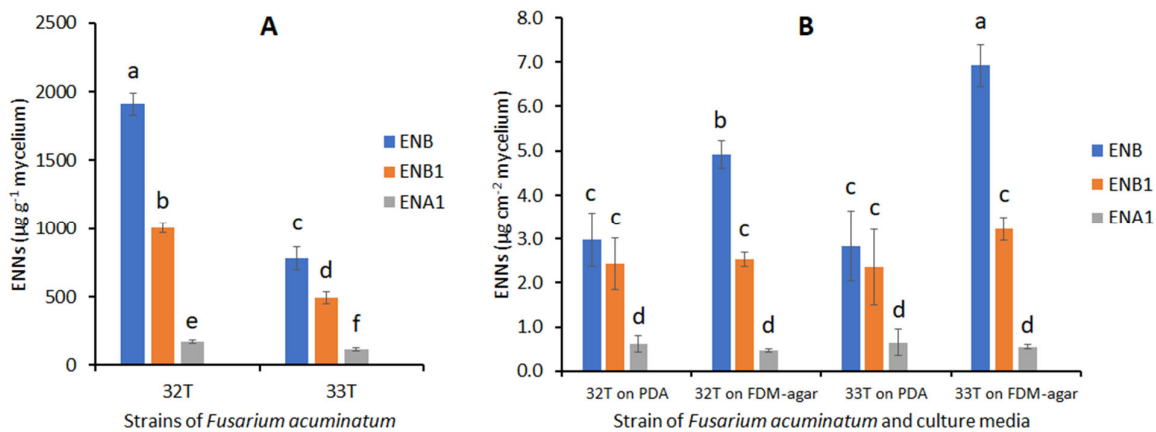 A
ENNs (µg g⁻¹ mycelium)
2500
2000
1500
1000
500
0
a
b
e
c
d
f
ENB
ENB1
ENA1
32T
33T
Strains of Fusarium acuminatum
B
ENNs (µg cm⁻² mycelium)
8.0
7.0
6.0
5.0
4.0
3.0
2.0
1.0
0.0
c
c
d
b
c
d
c
c
d
a
c
d
ENB
ENB1
ENA1
32T on PDA
32T on FDM-agar
33T on PDA
33T on FDM-agar
Strain of Fusarium acuminatum and culture media